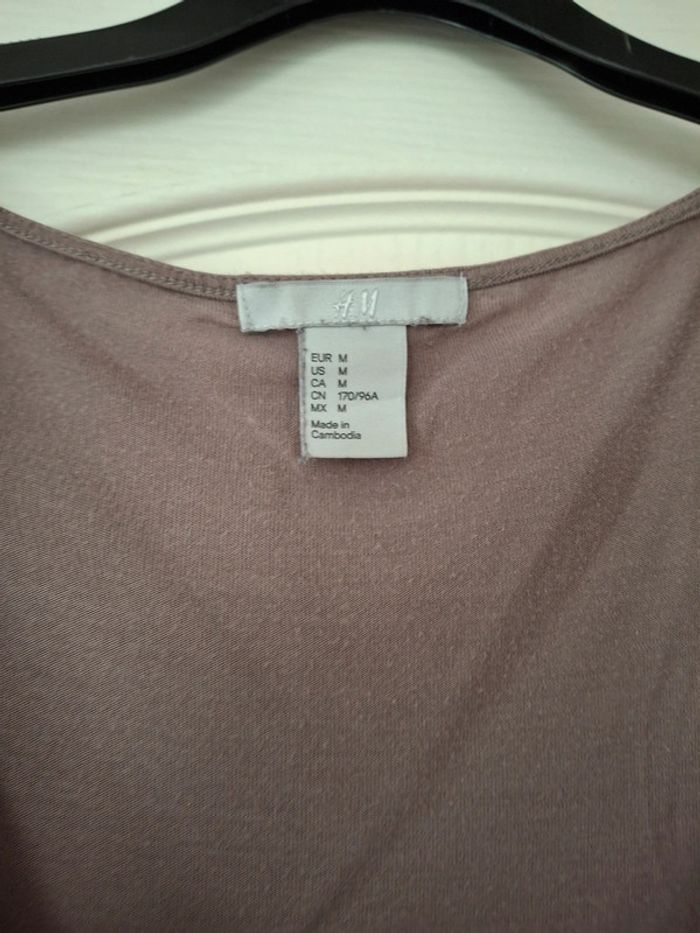 H&M
EUR M
US M
CA M
CN 170/96A
MX M
Made in
Cambodia